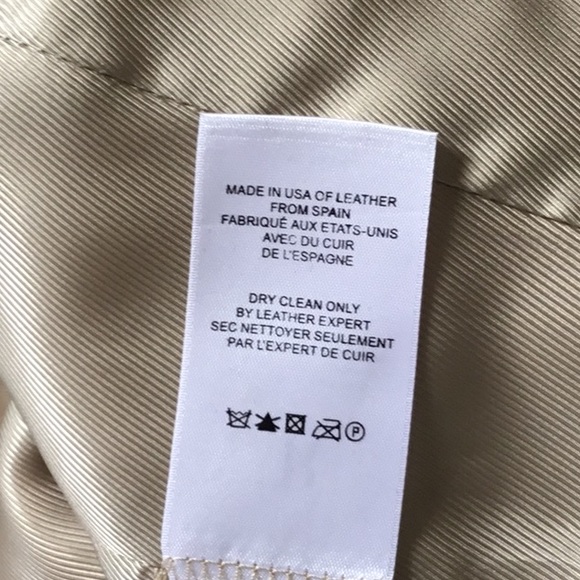 MADE IN USA OF LEATHER
FROM SPAIN
FABRIQUÉ AUX ETATS-UNIS
AVEC DU CUIR
DE L'ESPAGNE
DRY CLEAN ONLY
BY LEATHER EXPERT
SEC NETTOYER SEULEMENT
PAR L'EXPERT DE CUIR
P